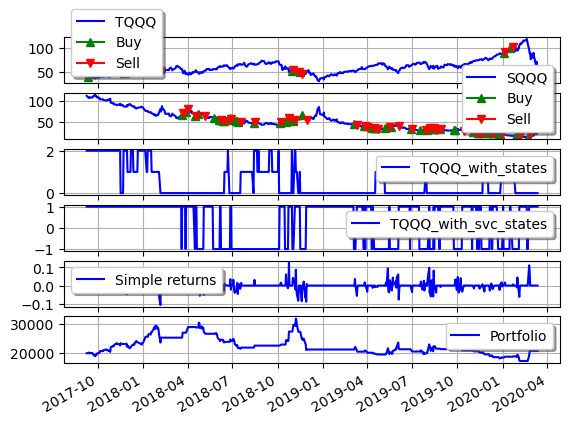 TQQQ
Buy
Sell
100
50
SQQQ
Buy
Sell
100
50
2
0
TQQQ_with_states
1
−1
TQQQ_with_svc_states
0.1
0.0
−0.1
Simple returns
30000
20000
Portfolio
2017-10 2018-01 2018-04 2018-07 2018-10 2019-01 2019-04 2019-07 2019-10 2020-01 2020-04